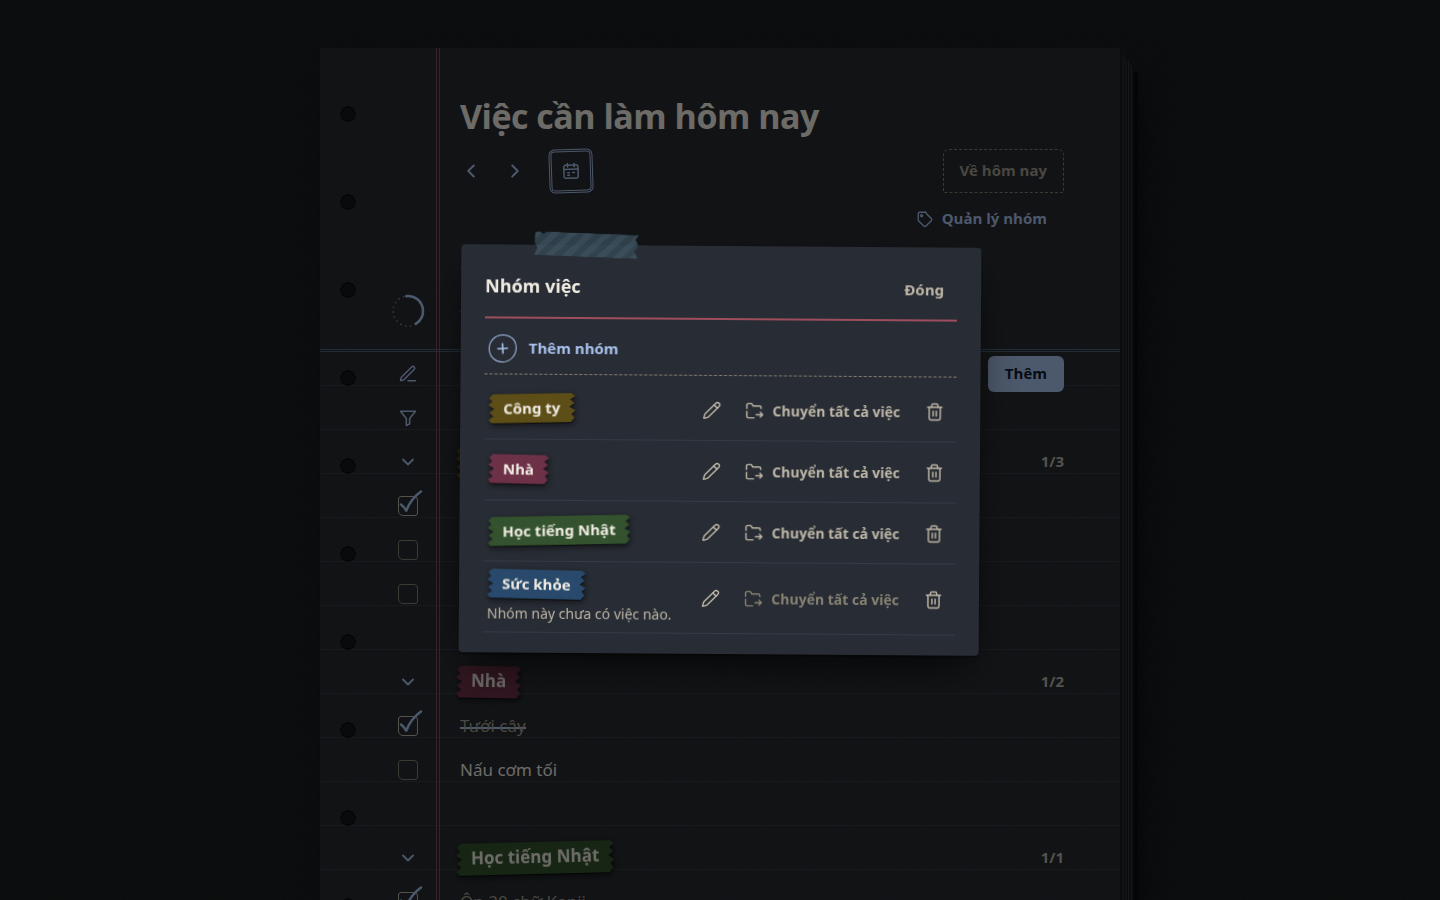 Việc cần làm hôm nay
Về hôm nay
Quản lý nhóm
Nhóm việc
Đóng
Thêm nhóm
Thêm
Công ty
Chuyển tất cả việc
1/3
Nhà
Chuyển tất cả việc
Học tiếng Nhật
Chuyển tất cả việc
Sức khỏe
Nhóm này chưa có việc nào.
Chuyển tất cả việc
Nhà
1/2
Tưới cây
Nấu cơm tối
Học tiếng Nhật
1/1